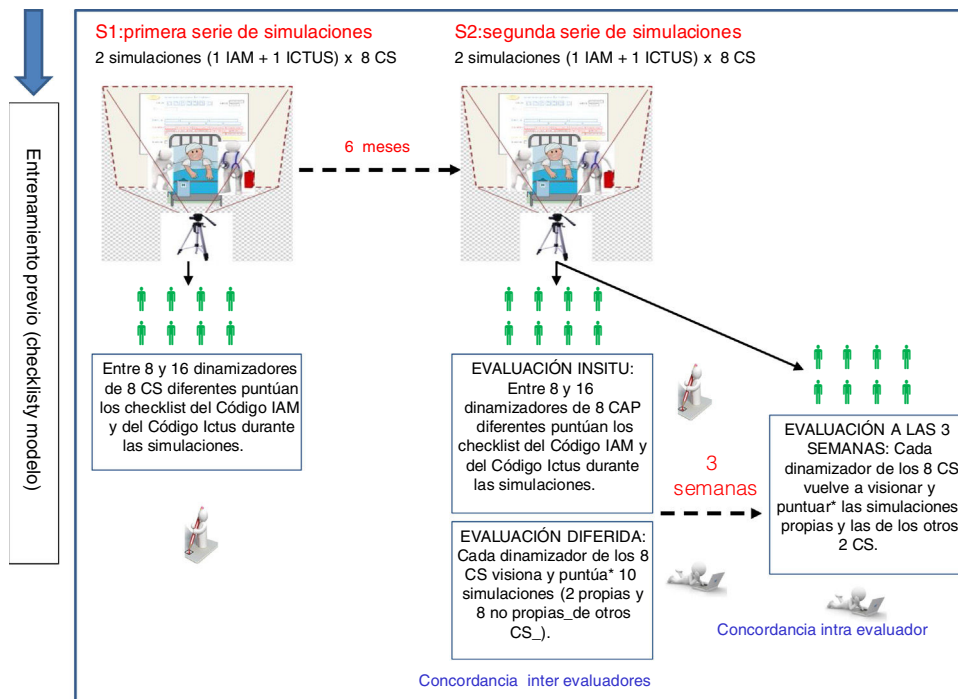 S1:primera serie de simulaciones
2 simulaciones (1 IAM + 1 ICTUS) x 8 CS
S2:segunda serie de simulaciones
2 simulaciones (1 IAM + 1 ICTUS) x 8 CS
Entrenamiento previo (checklisty modelo)
6 meses
Entre 8 y 16 dinamizadores
de 8 CS diferentes puntúan
los checklist del Código IAM
y del Código Ictus durante
las simulaciones.
EVALUACIÓN INSITU:
Entre 8 y 16
dinamizadores de 8 CAP
diferentes puntúan los
checklist del Código IAM y
del Código Ictus durante
las simulaciones.
3
semanas
EVALUACIÓN A LAS 3
SEMANAS: Cada
dinamizador de los 8 CS
vuelve a visionar y
puntuar* las simulaciones
propias y las de los otros
2 CS.
EVALUACIÓN DIFERIDA:
Cada dinamizador de los 8
CS visiona y puntúa* 10
simulaciones (2 propias y
8 no propias_de otros
CS_).
Concordancia intra evaluador
Concordancia inter evaluadores